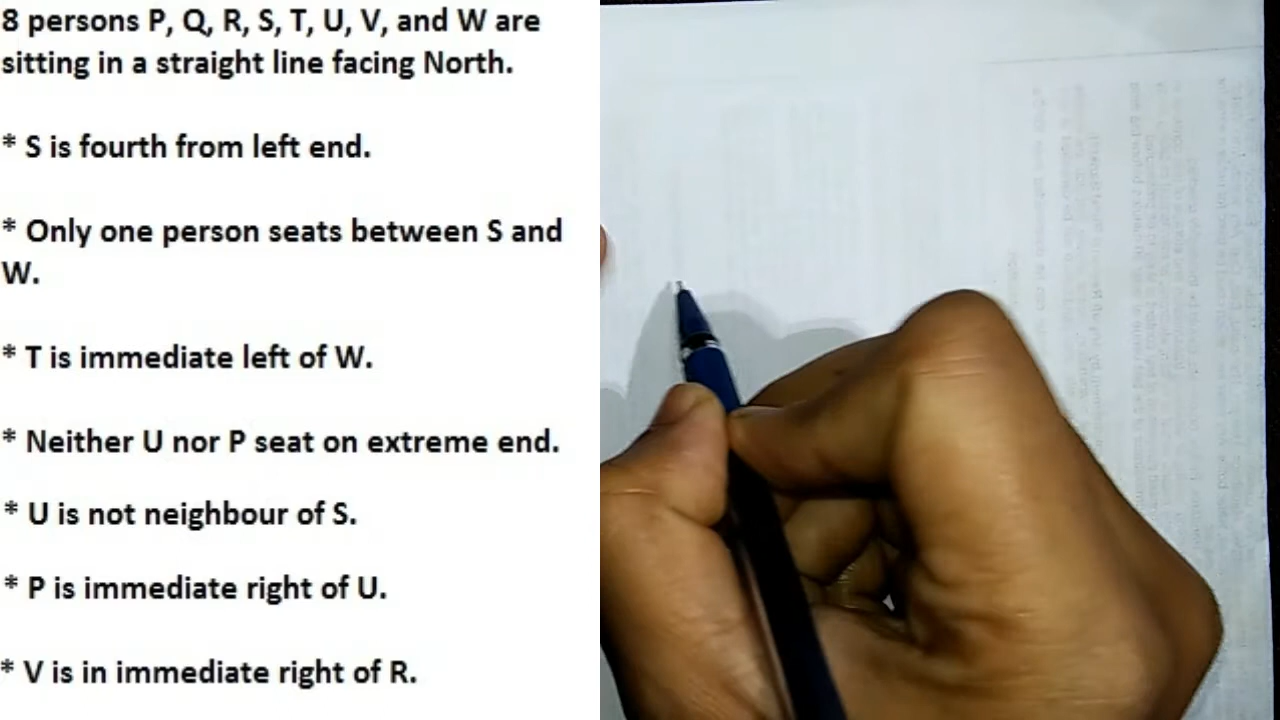 8 persons P, Q, R, S, T, U, V, and W are
sitting in a straight line facing North.
* S is fourth from left end.
* Only one person seats between S and
W.
* T is immediate left of W.
* Neither U nor P seat on extreme end.
* U is not neighbour of S.
* P is immediate right of U.
* V is in immediate right of R.